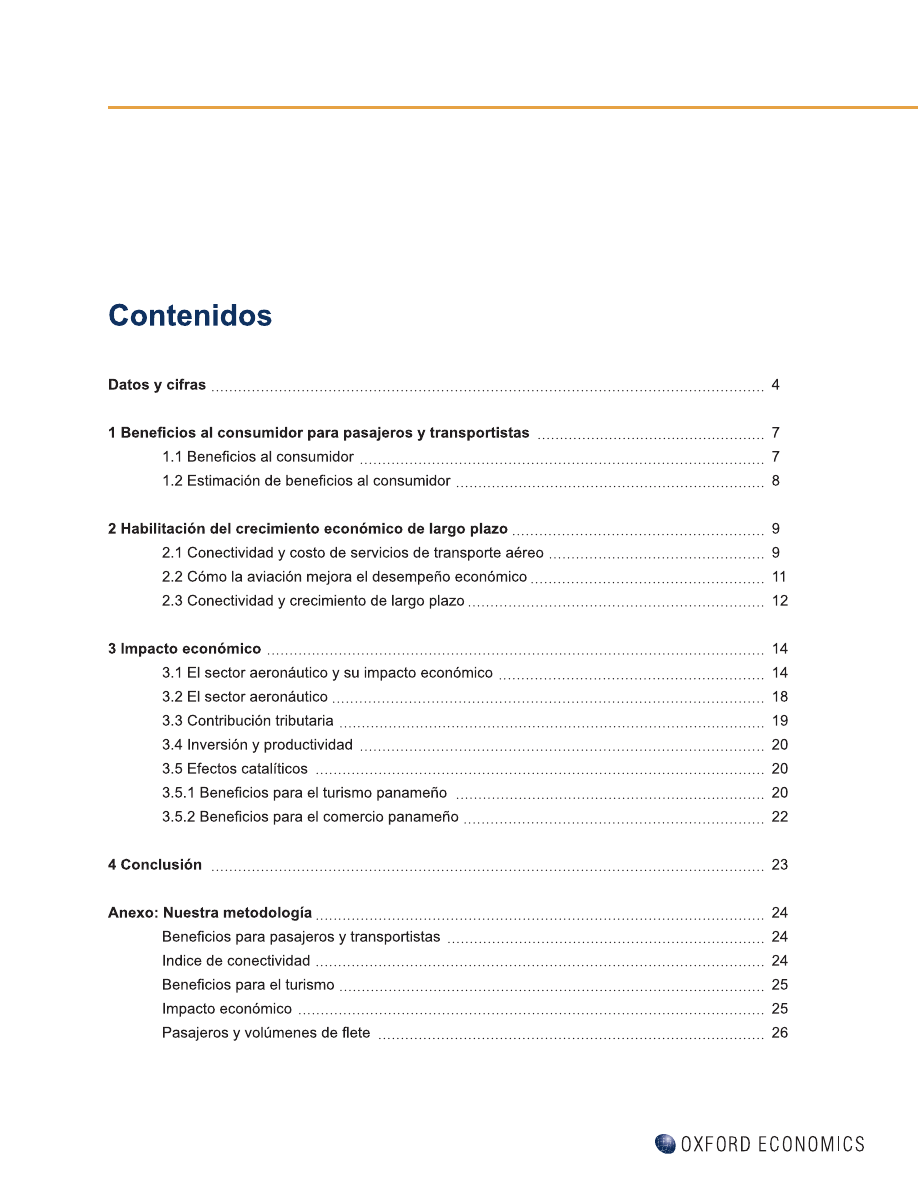 Contenidos
Datos y cifras 4
1 Beneficios al consumidor para pasajeros y transportistas 7
1.1 Beneficios al consumidor 7
1.2 Estimación de beneficios al consumidor 8
2 Habilitación del crecimiento económico de largo plazo 9
2.1 Conectividad y costo de servicios de transporte aéreo 9
2.2 Cómo la aviación mejora el desempeño económico 11
2.3 Conectividad y crecimiento de largo plazo 12
3 Impacto económico 14
3.1 El sector aeronáutico y su impacto económico 14
3.2 El sector aeronáutico 18
3.3 Contribución tributaria 19
3.4 Inversión y productividad 20
3.5 Efectos catalíticos 20
3.5.1 Beneficios para el turismo panameño 20
3.5.2 Beneficios para el comercio panameño 22
4 Conclusión 23
Anexo: Nuestra metodología 24
Beneficios para pasajeros y transportistas 24
Indice de conectividad 24
Beneficios para el turismo 25
Impacto económico 25
Pasajeros y volúmenes de flete 26
OXFORD ECONOMICS